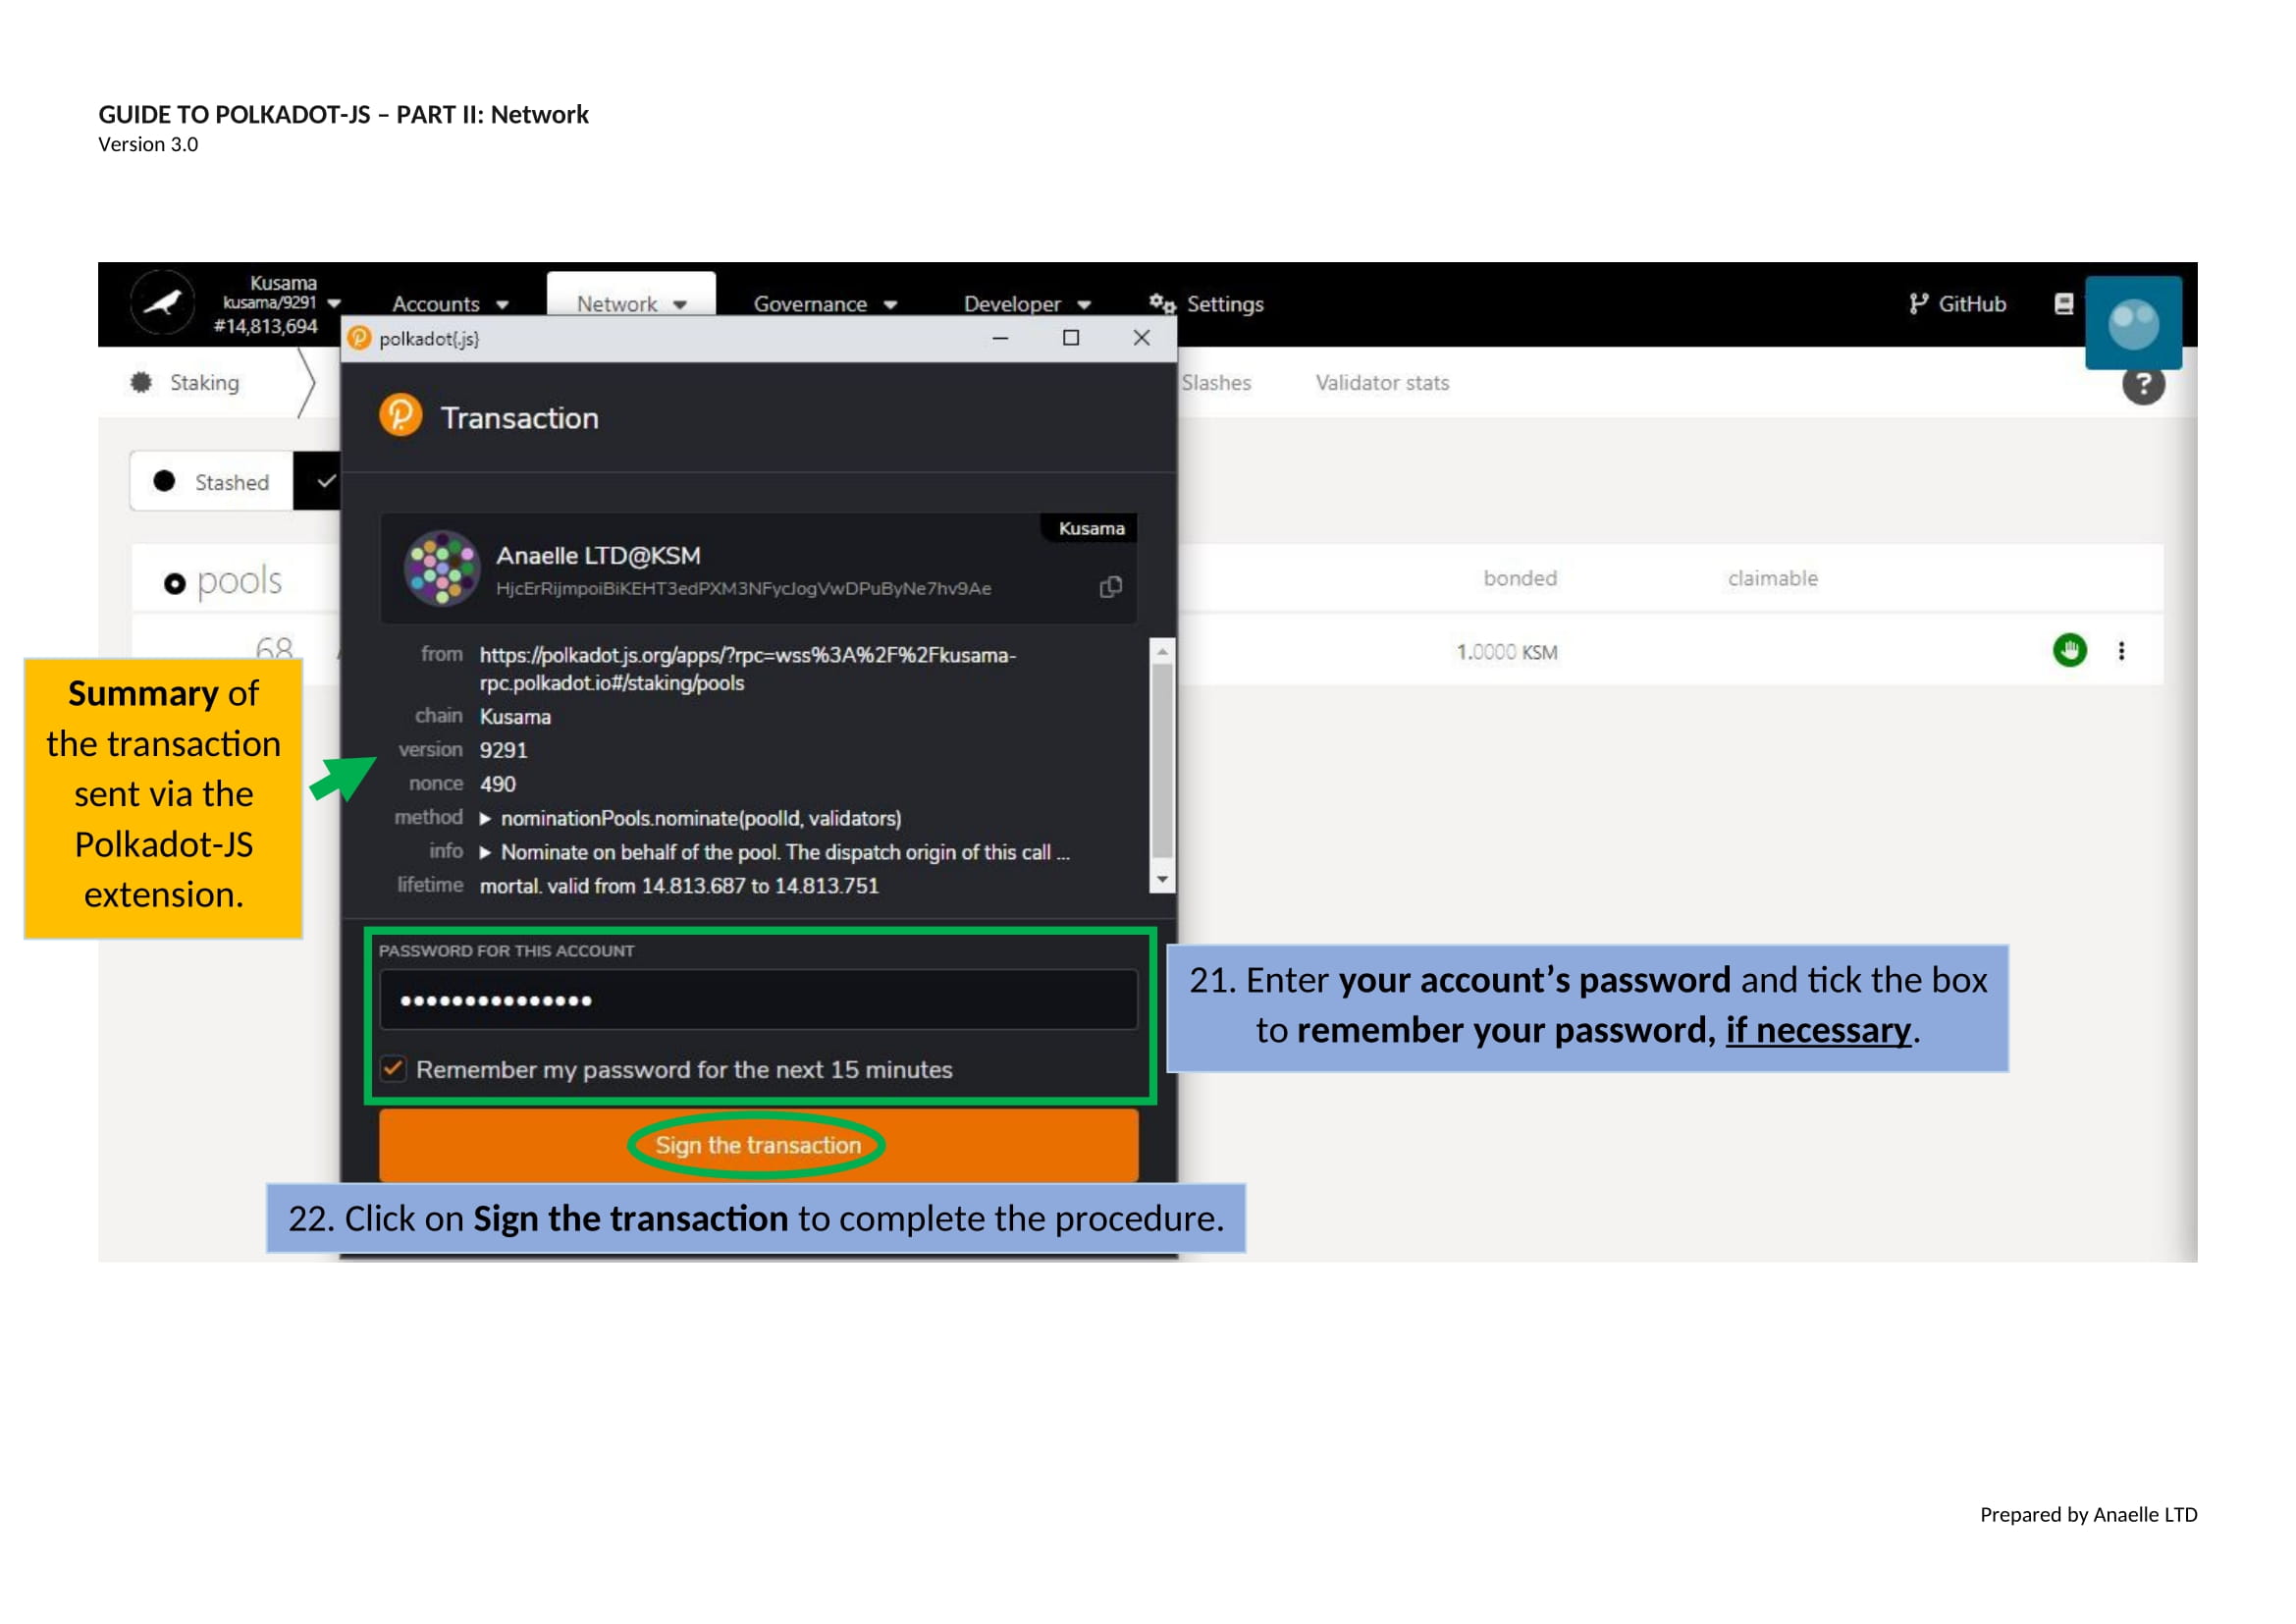 GUIDE TO POLKADOT-JS – PART II: Network
Version 3.0
Kusama
kusama/9291
#14,813,694
Accounts
Network
Governance
Developer
Settings
GitHub
polkadot{.js}
Staking
Slashes
Validator stats
?
Transaction
Stashed
Kusama
Anaelle LTD@KSM
HjcErRijmpoiBiKEHT3edPXM3NFycJogVwDPuByNe7hv9Ae
pools
bonded
claimable
68
1.0000 KSM
from https://polkadot.js.org/apps/?rpc=wss%3A%2F%2Fkusama-
rpc.polkadot.io#/staking/pools
chain Kusama
version 9291
nonce 490
method nominationPools.nominate(poolId, validators)
info Nominate on behalf of the pool. The dispatch origin of this call ...
lifetime mortal. valid from 14.813.687 to 14.813.751
Summary of
the transaction
sent via the
Polkadot-JS
extension.
PASSWORD FOR THIS ACCOUNT
Remember my password for the next 15 minutes
21. Enter your account’s password and tick the box
to remember your password, if necessary.
Sign the transaction
22. Click on Sign the transaction to complete the procedure.
Prepared by Anaelle LTD